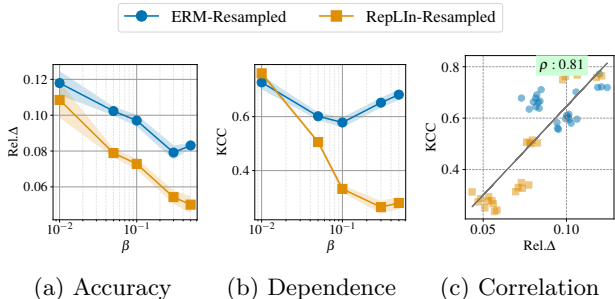 ERM-Resampled RepLIn-Resampled
0.12
0.10
0.08
0.06
Rel.Δ
10⁻² 10⁻¹
β
(a) Accuracy
0.6
0.4
KCC
10⁻² 10⁻¹
β
(b) Dependence
ρ : 0.81
0.8
0.6
0.4
KCC
0.05 0.10
Rel.Δ
(c) Correlation